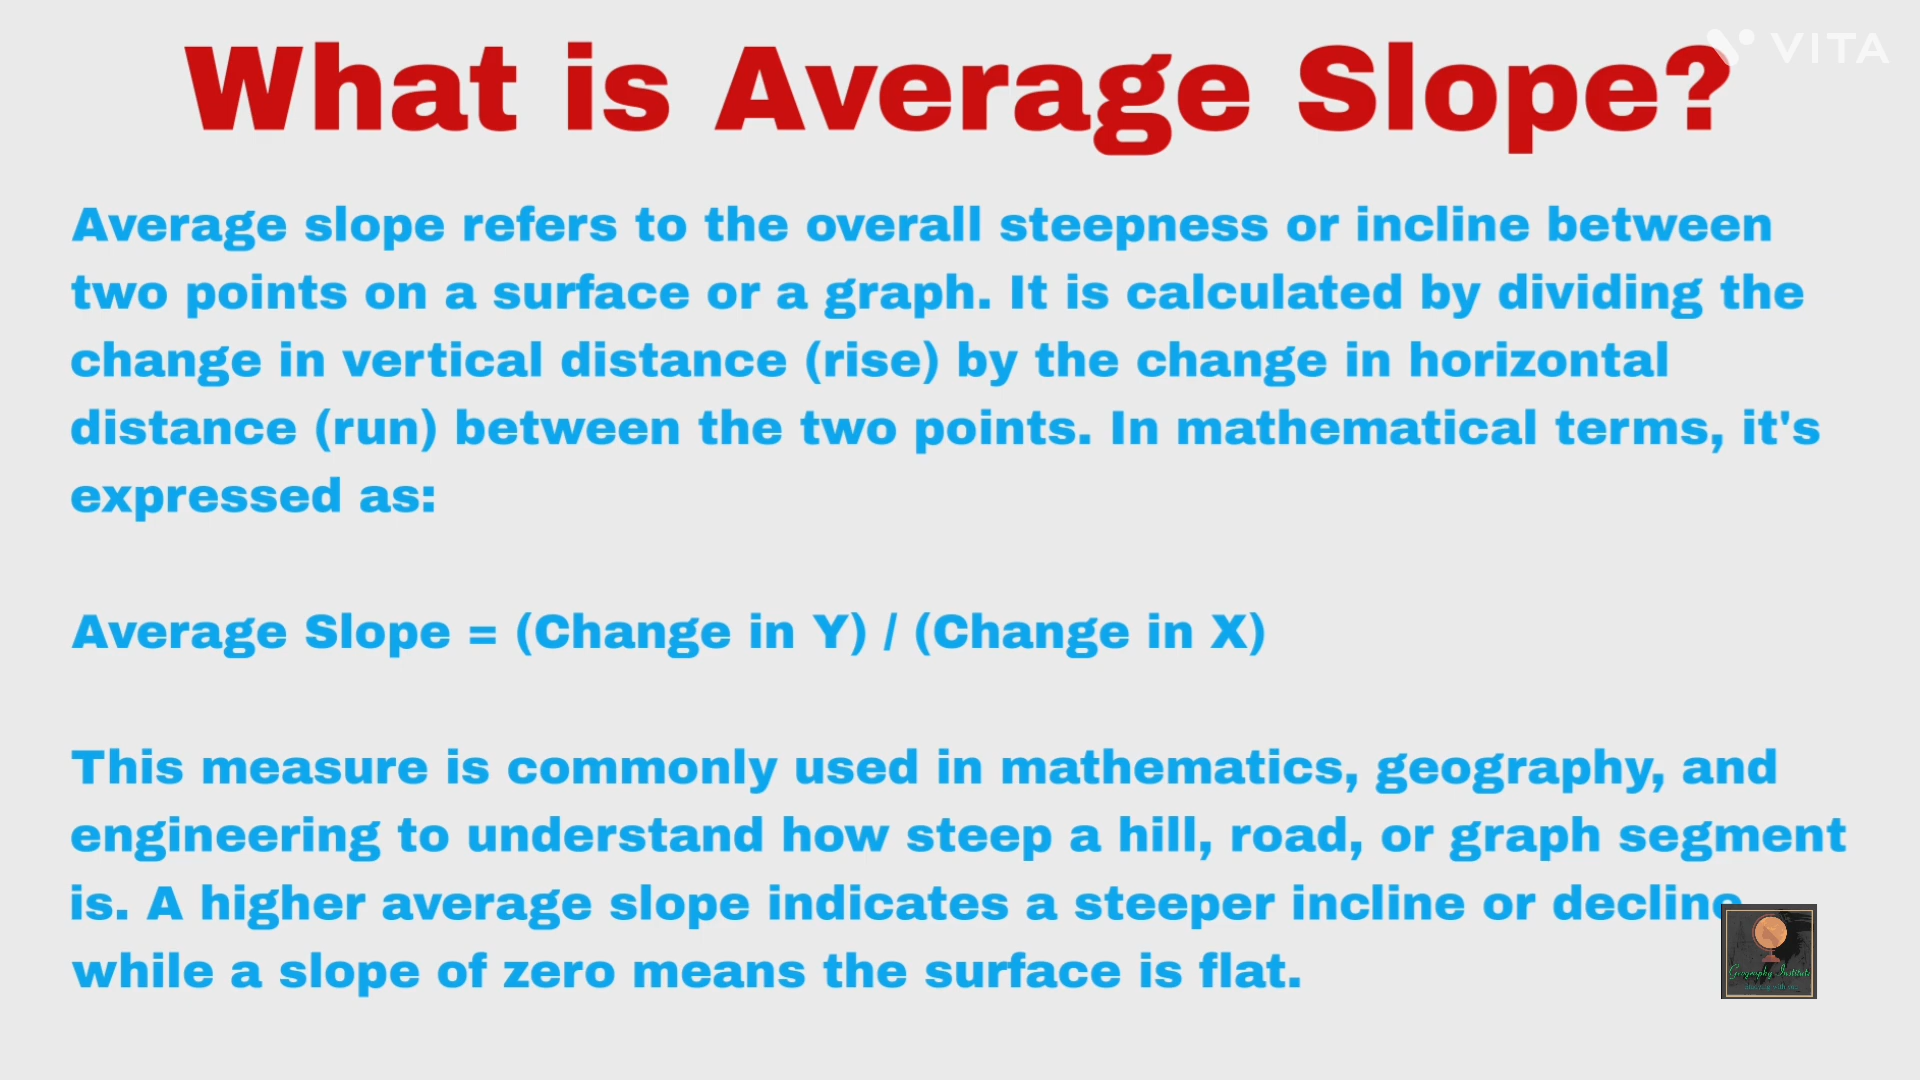 What is Average Slope?
VITA
Average slope refers to the overall steepness or incline between
two points on a surface or a graph. It is calculated by dividing the
change in vertical distance (rise) by the change in horizontal
distance (run) between the two points. In mathematical terms, it's
expressed as:
Average Slope = (Change in Y) / (Change in X)
This measure is commonly used in mathematics, geography, and
engineering to understand how steep a hill, road, or graph segment
is. A higher average slope indicates a steeper incline or decline
while a slope of zero means the surface is flat.
Geography Institute